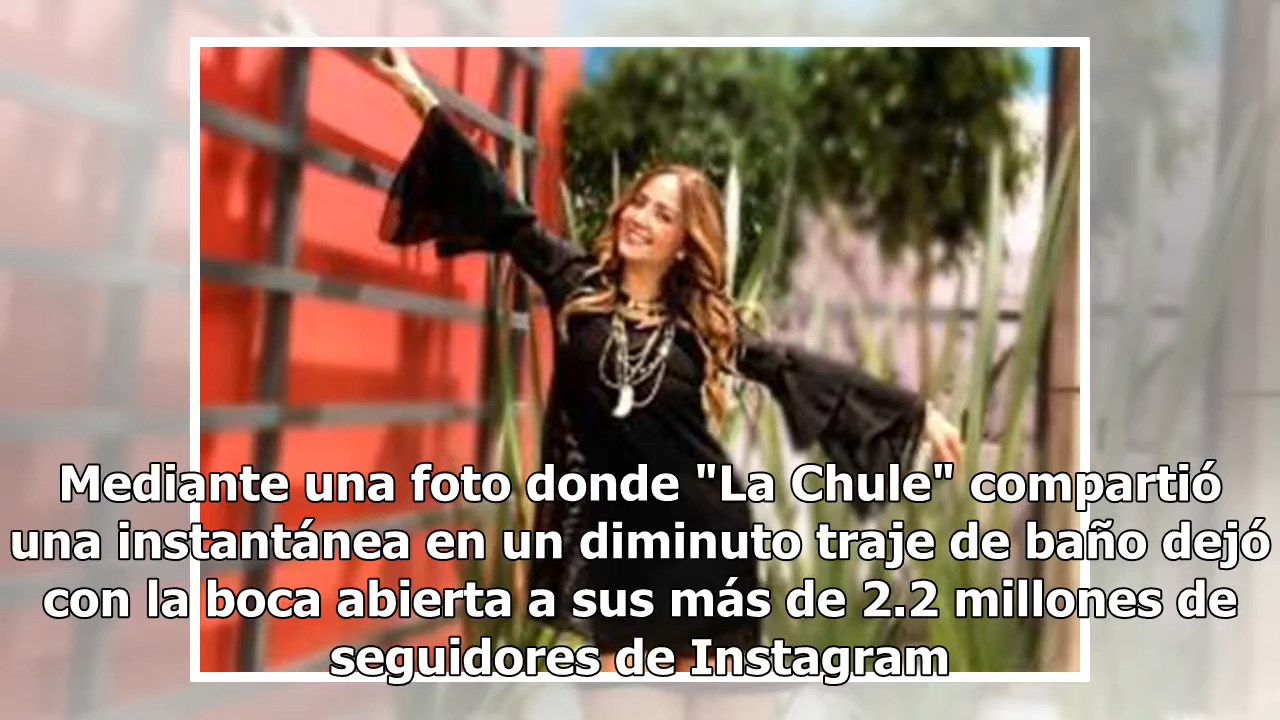 Mediante una foto donde "La Chule" compartió
una instantánea en un diminuto traje de baño dejó
con la boca abierta a sus más de 2.2 millones de
seguidores de Instagram